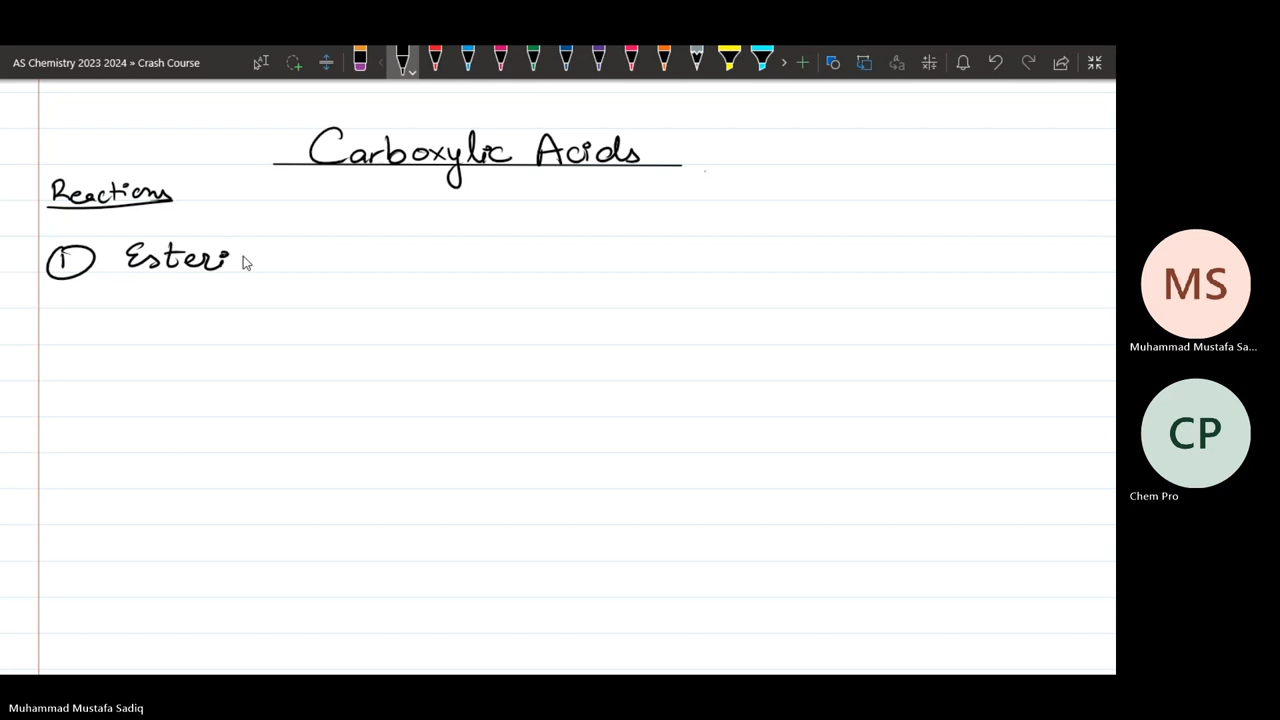 AS Chemistry 2023 2024 » Crash Course
Carboxylic Acids
Reactions
1 Esteri
MS
Muhammad Mustafa Sa...
CP
Chem Pro
Muhammad Mustafa Sadiq